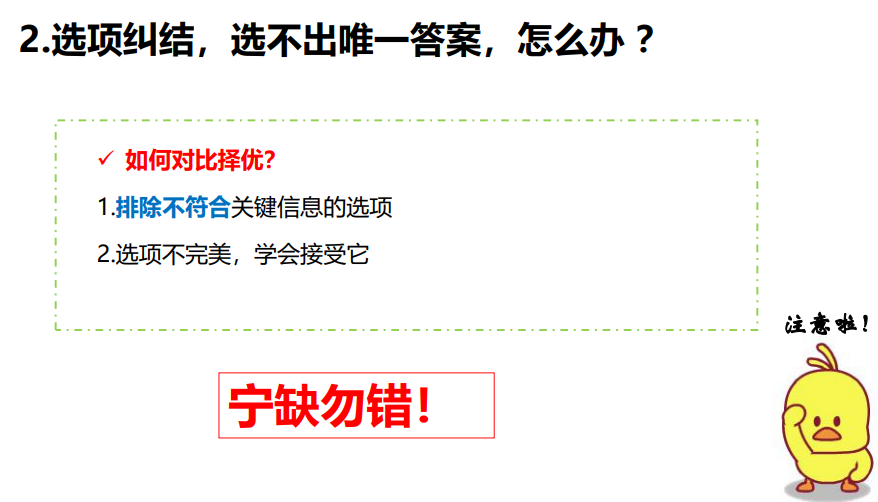 2.选项纠结，选不出唯一答案，怎么办？
✓ 如何对比择优?
1.排除不符合关键信息的选项
2.选项不完美，学会接受它
注意啦！
宁缺勿错！